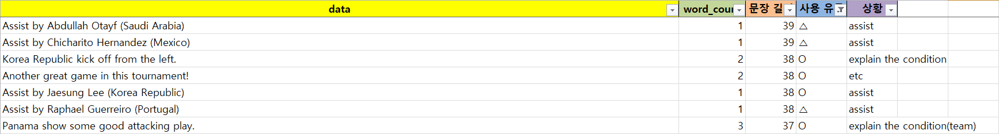 data word_coun 문장 길 사용 유 상황
Assist by Abdullah Otayf (Saudi Arabia) 1 39 △ assist
Assist by Chicharito Hernandez (Mexico) 1 39 △ assist
Korea Republic kick off from the left. 2 38 O explain the condition
Another great game in this tournament! 2 38 O etc
Assist by Jaesung Lee (Korea Republic) 1 38 O assist
Assist by Raphael Guerreiro (Portugal) 1 38 △ assist
Panama show some good attacking play. 3 37 O explain the condition(team)